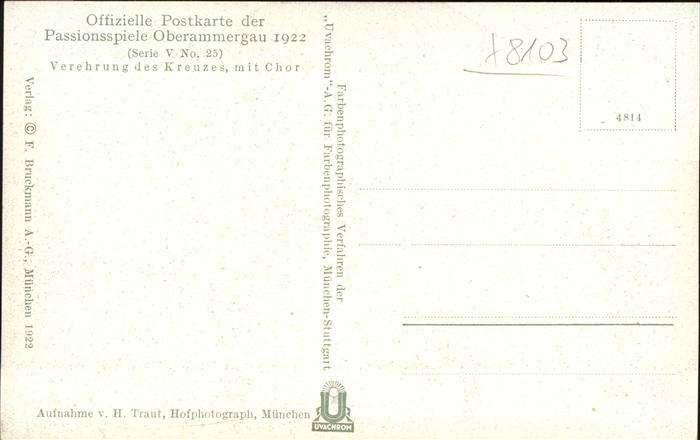 Offizielle Postkarte der
Passionsspiele Oberammergau 1922
(Serie V No. 25)
Verehrung des Kreuzes, mit Chor
Verlag: © F. Bruckmann A.-G., München 1922
Aufnahme v. H. Traut, Hofphotograph, München
Farbenphotographisches Verfahren der
„Uvachrom"-A.G. für Farbenphotographie, München-Stuttgart
U
UVACHROM
8103
4814